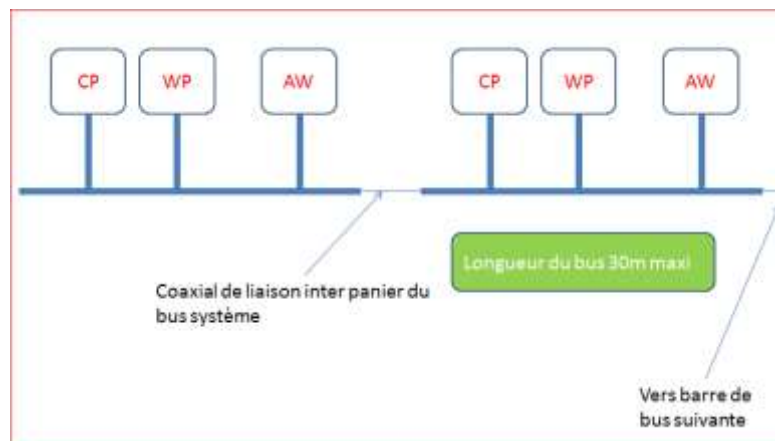 CP WP AW CP WP AW
Longueur du bus 30m maxi
Coaxial de liaison inter panier du
bus système
Vers barre de
bus suivante